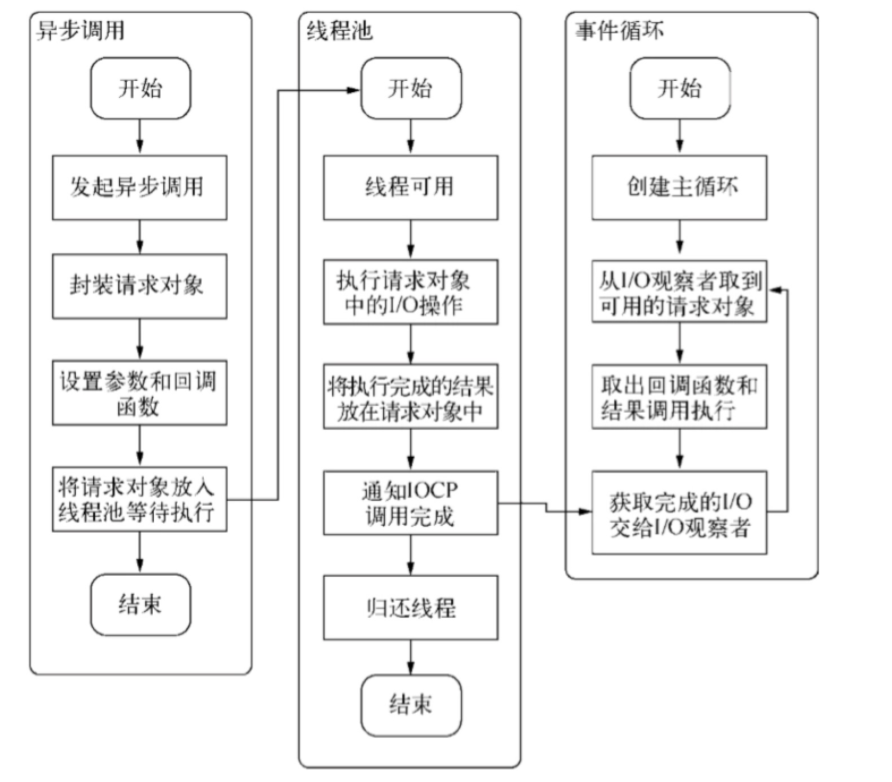 异步调用
开始
发起异步调用
封装请求对象
设置参数和回调
函数
将请求对象放入
线程池等待执行
结束
线程池
开始
线程可用
执行请求对象
中的I/O操作
将执行完成的结果
放在请求对象中
通知IOCP
调用完成
归还线程
结束
事件循环
开始
创建主循环
从I/O观察者取到
可用的请求对象
取出回调函数和
结果调用执行
获取完成的I/O
交给I/O观察者